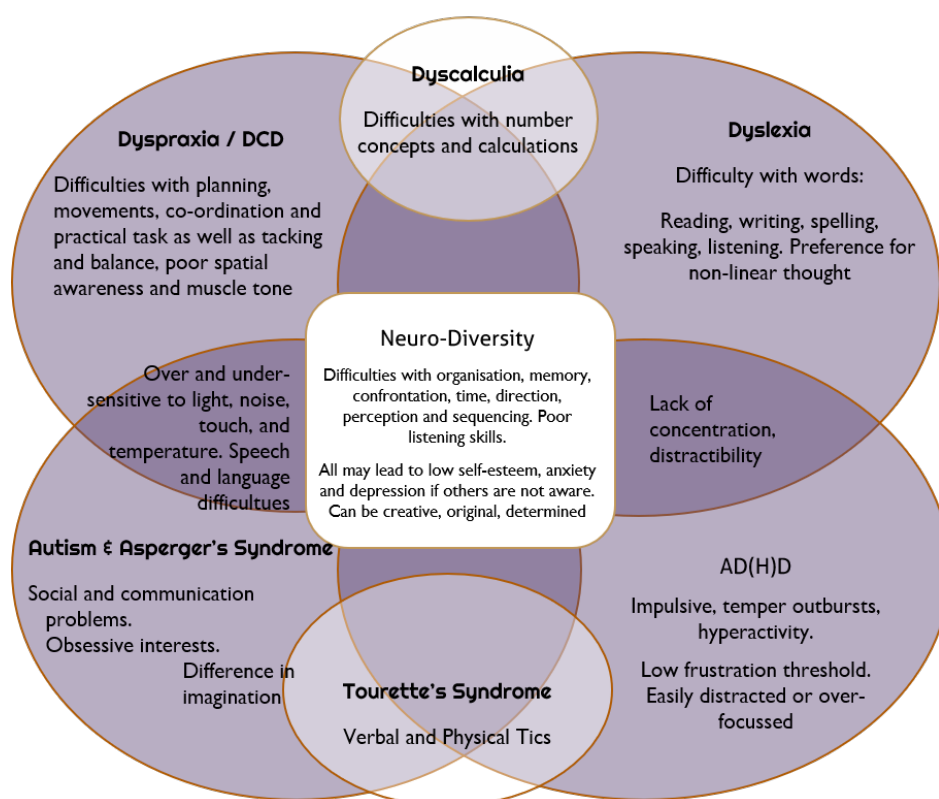 Dyscalculia
Difficulties with number
concepts and calculations
Dyspraxia / DCD
Difficulties with planning,
movements, co-ordination and
practical task as well as tacking
and balance, poor spatial
awareness and muscle tone
Dyslexia
Difficulty with words:
Reading, writing, spelling,
speaking, listening. Preference for
non-linear thought
Neuro-Diversity
Difficulties with organisation, memory,
confrontation, time, direction,
perception and sequencing. Poor
listening skills.
All may lead to low self-esteem, anxiety
and depression if others are not aware.
Can be creative, original, determined
Over and under-
sensitive to light, noise,
touch, and
temperature. Speech
and language
difficultues
Lack of
concentration,
distractibility
Autism & Asperger's Syndrome
Social and communication
problems.
Obsessive interests.
Difference in
imagination
AD(H)D
Impulsive, temper outbursts,
hyperactivity.
Low frustration threshold.
Easily distracted or over-
focussed
Tourette's Syndrome
Verbal and Physical Tics